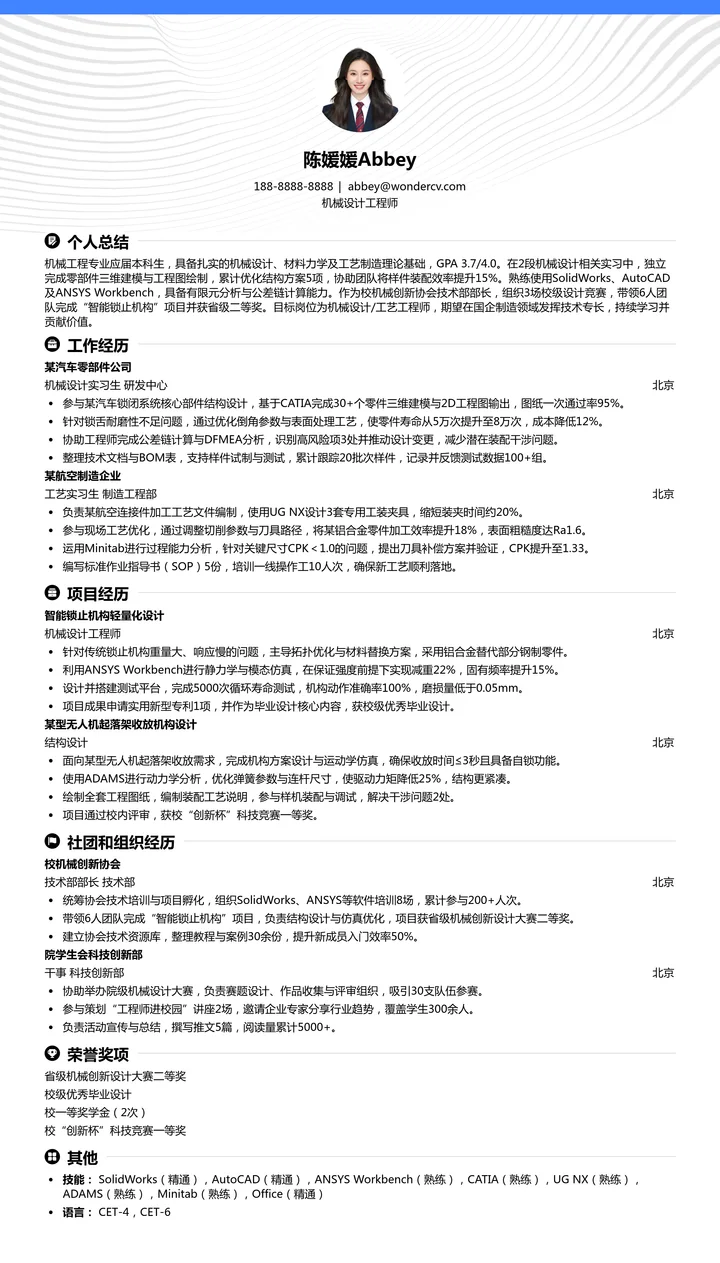 陈媛媛Abbey
188-8888-8888 | abbey@wondercv.com
机械设计工程师
个人总结
机械工程专业应届本科生，具备扎实的机械设计、材料力学及工艺制造理论基础，GPA 3.7/4.0。在2段机械设计相关实习中，独立
完成零部件三维建模与工程图绘制，累计优化结构方案5项，协助团队将样件装配效率提升15%。熟练使用SolidWorks、AutoCAD
及ANSYS Workbench，具备有限元分析与公差链计算能力。作为校机械创新协会技术部部长，组织3场校级设计竞赛，带领6人团
队完成“智能锁止机构”项目并获省级二等奖。目标岗位为机械设计/工艺工程师，期望在国企制造领域发挥技术专长，持续学习并
贡献价值。
工作经历
某汽车零部件公司
机械设计实习生 研发中心 北京
• 参与某汽车锁闭系统核心部件结构设计，基于CATIA完成30+个零件三维建模与2D工程图输出，图纸一次通过率95%。
• 针对锁舌耐磨性不足问题，通过优化倒角参数与表面处理工艺，使零件寿命从5万次提升至8万次，成本降低12%。
• 协助工程师完成公差链计算与DFMEA分析，识别高风险项3处并推动设计变更，减少潜在装配干涉问题。
• 整理技术文档与BOM表，支持样件试制与测试，累计跟踪20批次样件，记录并反馈测试数据100+组。
某航空制造企业
工艺实习生 制造工程部 北京
• 负责某航空连接件加工工艺文件编制，使用UG NX设计3套专用工装夹具，缩短装夹时间约20%。
• 参与现场工艺优化，通过调整切削参数与刀具路径，将某铝合金零件加工效率提升18%，表面粗糙度达Ra1.6。
• 运用Minitab进行过程能力分析，针对关键尺寸CPK＜1.0的问题，提出刀具补偿方案并验证，CPK提升至1.33。
• 编写标准作业指导书（SOP）5份，培训一线操作工10人次，确保新工艺顺利落地。
项目经历
智能锁止机构轻量化设计
机械设计工程师 北京
• 针对传统锁止机构重量大、响应慢的问题，主导拓扑优化与材料替换方案，采用铝合金替代部分钢制零件。
• 利用ANSYS Workbench进行静力学与模态仿真，在保证强度前提下实现减重22%，固有频率提升15%。
• 设计并搭建测试平台，完成5000次循环寿命测试，机构动作准确率100%，磨损量低于0.05mm。
• 项目成果申请实用新型专利1项，并作为毕业设计核心内容，获校级优秀毕业设计。
某型无人机起落架收放机构设计
结构设计 北京
• 面向某型无人机起落架收放需求，完成机构方案设计与运动学仿真，确保收放时间≤3秒且具备自锁功能。
• 使用ADAMS进行动力学分析，优化弹簧参数与连杆尺寸，使驱动力矩降低25%，结构更紧凑。
• 绘制全套工程图纸，编制装配工艺说明，参与样机装配与调试，解决干涉问题2处。
• 项目通过校内评审，获校“创新杯”科技竞赛一等奖。
社团和组织经历
校机械创新协会
技术部部长 技术部 北京
• 统筹协会技术培训与项目孵化，组织SolidWorks、ANSYS等软件培训8场，累计参与200+人次。
• 带领6人团队完成“智能锁止机构”项目，负责结构设计与仿真优化，项目获省级机械创新设计大赛二等奖。
• 建立协会技术资源库，整理教程与案例30余份，提升新成员入门效率50%。
院学生会科技创新部
干事 科技创新部 北京
• 协助举办院级机械设计大赛，负责赛题设计、作品收集与评审组织，吸引30支队伍参赛。
• 参与策划“工程师进校园”讲座2场，邀请企业专家分享行业趋势，覆盖学生300余人。
• 负责活动宣传与总结，撰写推文5篇，阅读量累计5000+。
荣誉奖项
省级机械创新设计大赛二等奖
校级优秀毕业设计
校一等奖学金（2次）
校“创新杯”科技竞赛一等奖
其他
• 技能： SolidWorks（精通），AutoCAD（精通），ANSYS Workbench（熟练），CATIA（熟练），UG NX（熟练），
ADAMS（熟练），Minitab（熟练），Office（精通）
• 语言： CET-4，CET-6